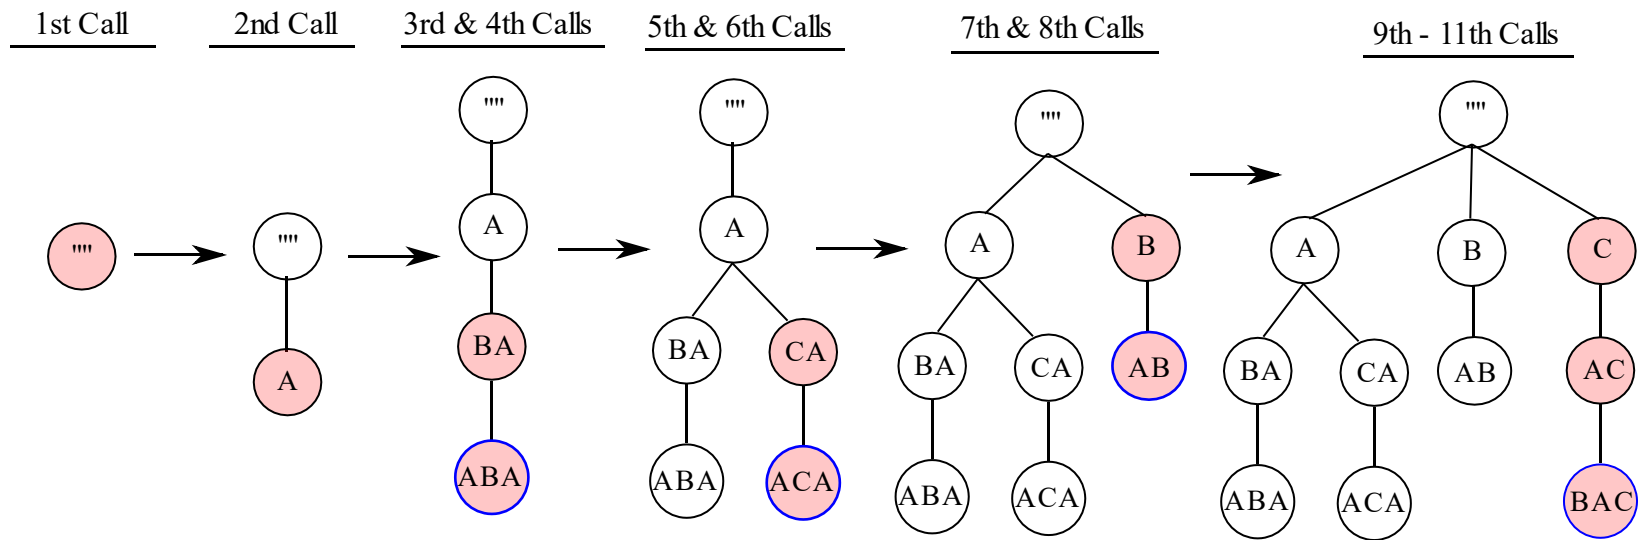 1st Call
2nd Call
3rd & 4th Calls
5th & 6th Calls
7th & 8th Calls
9th - 11th Calls
""
""
A
""
A
BA
ABA
""
A
BA
CA
ABA
ACA
""
A
B
BA
CA
AB
ABA
ACA
""
A
B
C
BA
CA
AB
AC
ABA
ACA
BAC